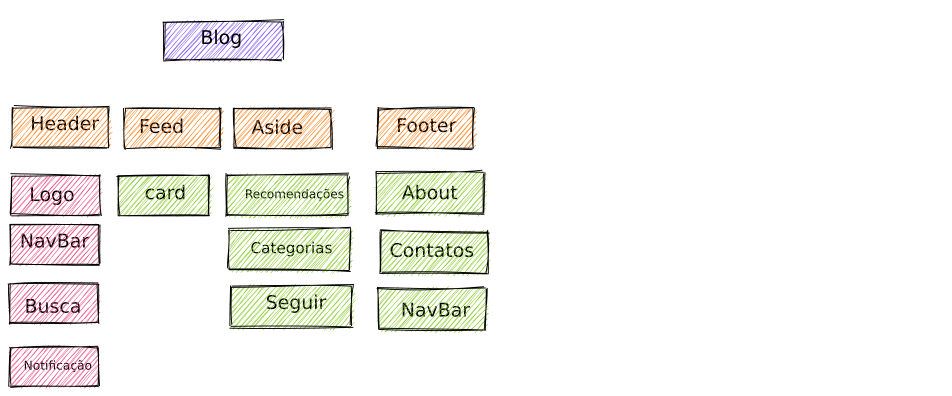 Blog
Header
Feed
Aside
Footer
Logo
card
Recomendações
About
NavBar
Categorias
Contatos
Busca
Seguir
NavBar
Notificação